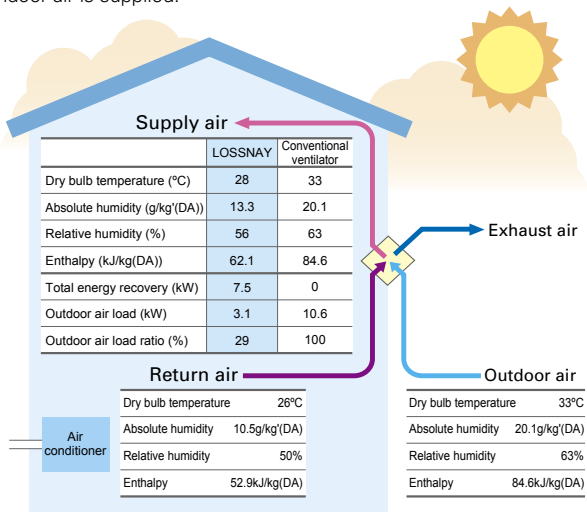 door air is supplied.
Supply air
LOSSNAY Conventional
ventilator
Dry bulb temperature (ºC) 28 33
Absolute humidity (g/kg'(DA)) 13.3 20.1
Relative humidity (%) 56 63
Enthalpy (kJ/kg(DA)) 62.1 84.6
Total energy recovery (kW) 7.5 0
Outdoor air load (kW) 3.1 10.6
Outdoor air load ratio (%) 29 100
Exhaust air
Return air
Dry bulb temperature 26ºC
Absolute humidity 10.5g/kg'(DA)
Relative humidity 50%
Enthalpy 52.9kJ/kg(DA)
Air
conditioner
Outdoor air
Dry bulb temperature 33ºC
Absolute humidity 20.1g/kg'(DA)
Relative humidity 63%
Enthalpy 84.6kJ/kg(DA)